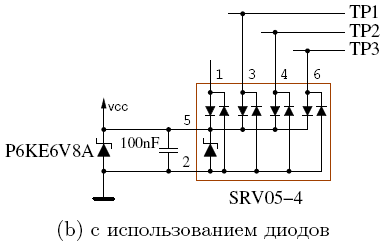 TP1
TP2
TP3
1 3 4 6
vcc
5
P6KE6V8A
100nF
2
SRV05-4
(b) с использованием диодов